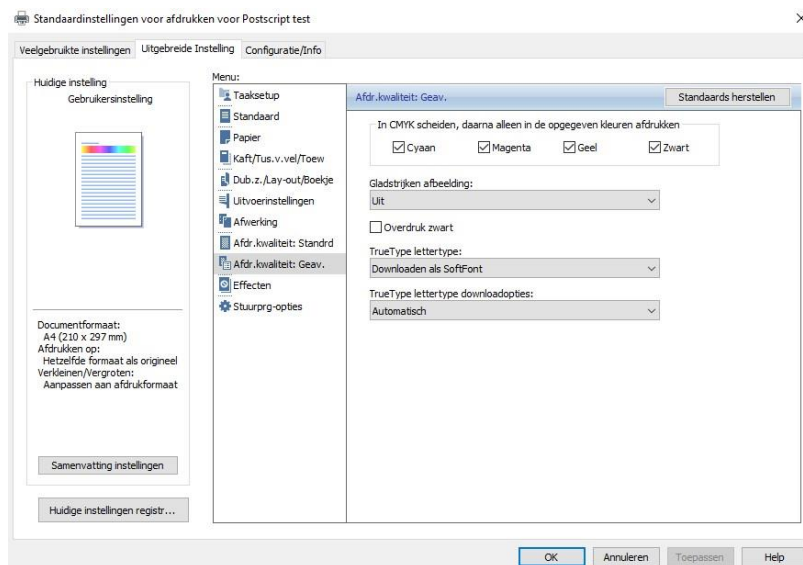 Standaardinstellingen voor afdrukken voor Postscript test
Veelgebruikte instellingen
Uitgebreide Instelling
Configuratie/Info
Huidige instelling
Gebruikersinstelling
Documentformaat:
A4 (210 x 297 mm)
Afdrukken op:
Hetzelfde formaat als origineel
Verkleinen/Vergroten:
Aanpassen aan afdrukformaat
Samenvatting instellingen
Huidige instellingen registr...
Menu:
Taaksetup
Standaard
Papier
Kaft/Tus.v.vel/Toew
Dub.z./Lay-out/Boekje
Uitvoerinstellingen
Afwerking
Afdr.kwaliteit: Standrd
Afdr.kwaliteit: Geav.
Effecten
Stuurprg-opties
Afdr.kwaliteit: Geav.
Standaards herstellen
In CMYK scheiden, daarna alleen in de opgegeven kleuren afdrukken
Cyaan Magenta Geel Zwart
Gladstrijken afbeelding:
Uit
Overdruk zwart
TrueType lettertype:
Downloaden als SoftFont
TrueType lettertype downloadopties:
Automatisch
OK Annuleren Toepassen Help